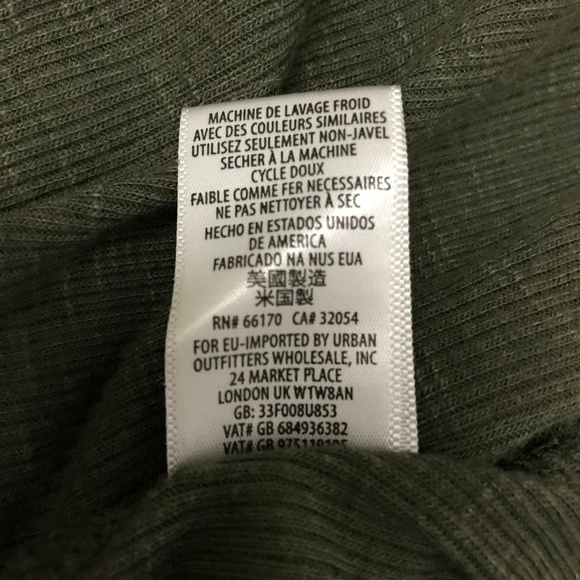 MACHINE DE LAVAGE FROID
AVEC DES COULEURS SIMILAIRES
UTILISEZ SEULEMENT NON-JAVEL
SECHER À LA MACHINE
CYCLE DOUX
FAIBLE COMME FER NECESSAIRES
NE PAS NETTOYER À SEC
HECHO EN ESTADOS UNIDOS
DE AMERICA
FABRICADO NA NUS EUA
美國製造
米国製
RN# 66170 CA# 32054
FOR EU-IMPORTED BY URBAN
OUTFITTERS WHOLESALE, INC
24 MARKET PLACE
LONDON UK W1W8AN
GB: 33F008U853
VAT# GB 684936382
VAT# GB